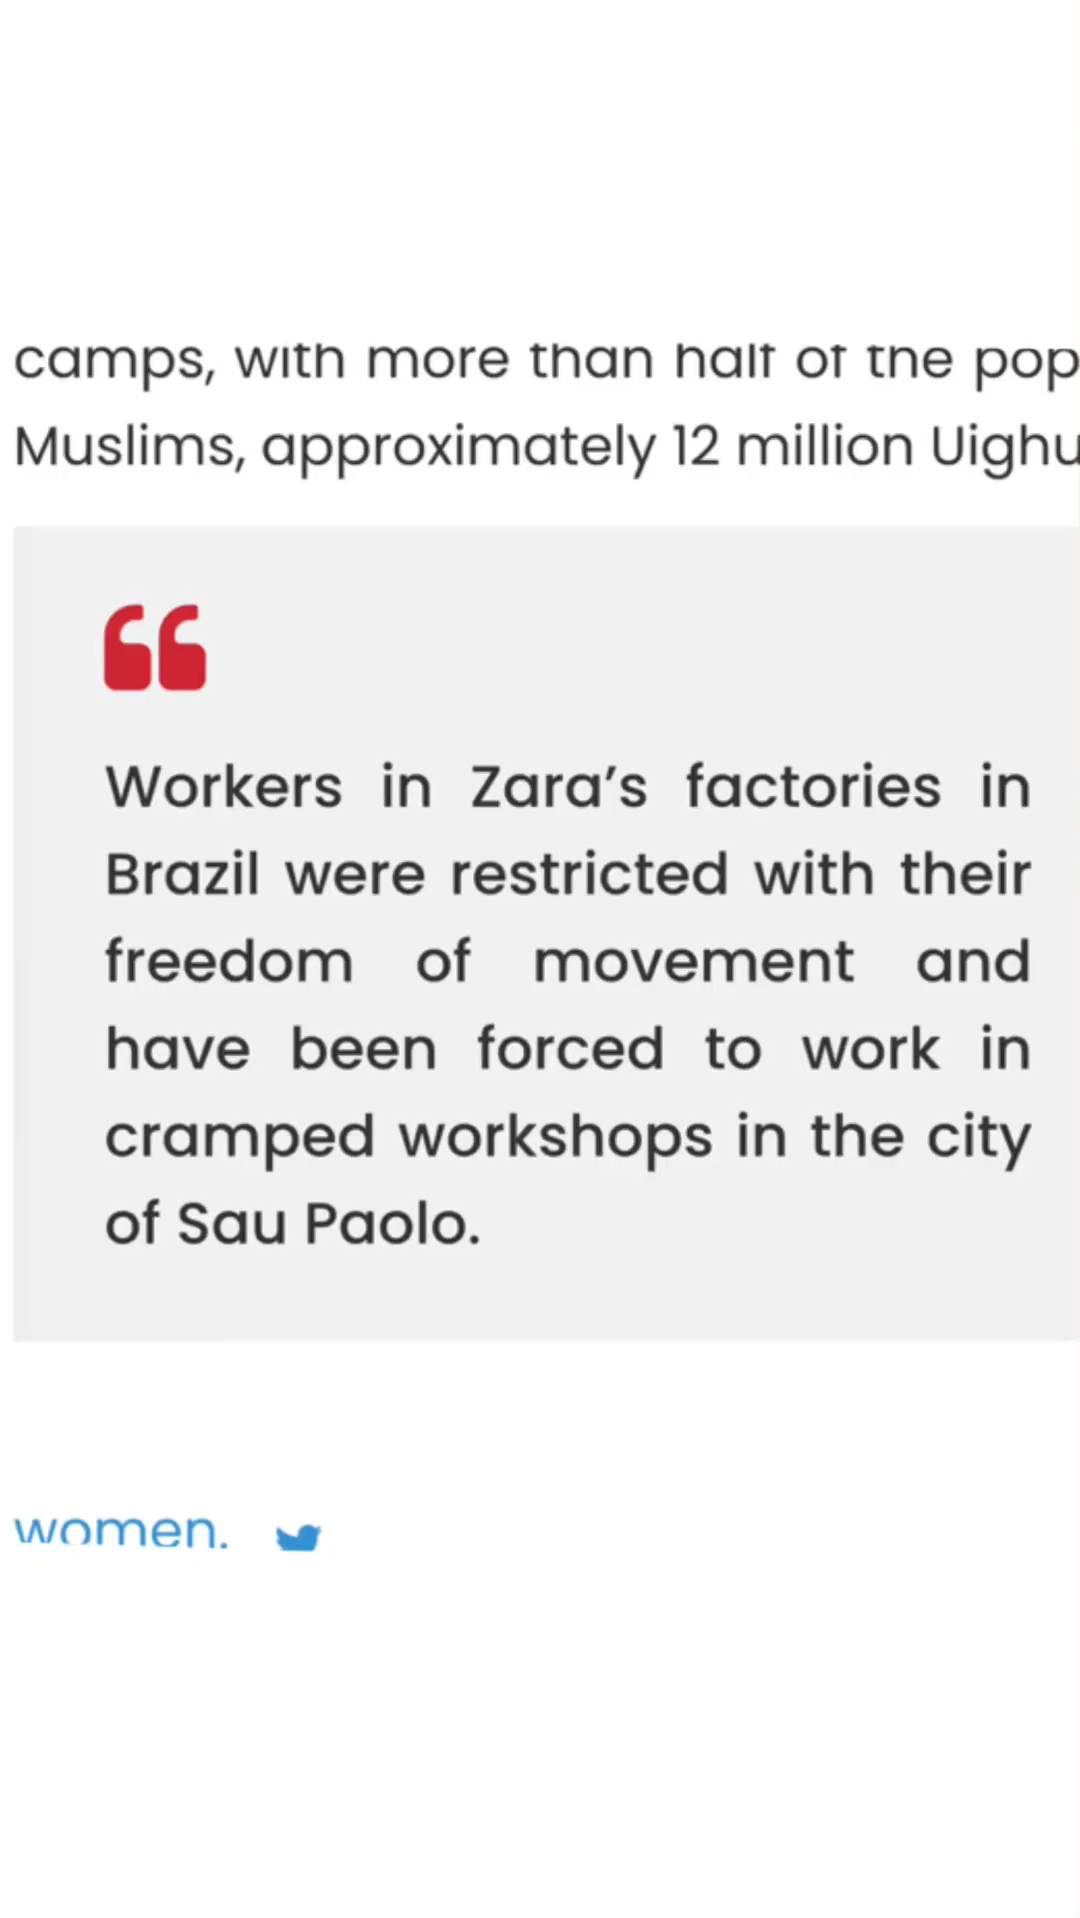 camps, with more than half of the pop
Muslims, approximately 12 million Uighu
“
Workers in Zara’s factories in
Brazil were restricted with their
freedom of movement and
have been forced to work in
cramped workshops in the city
of Sau Paolo.
women.